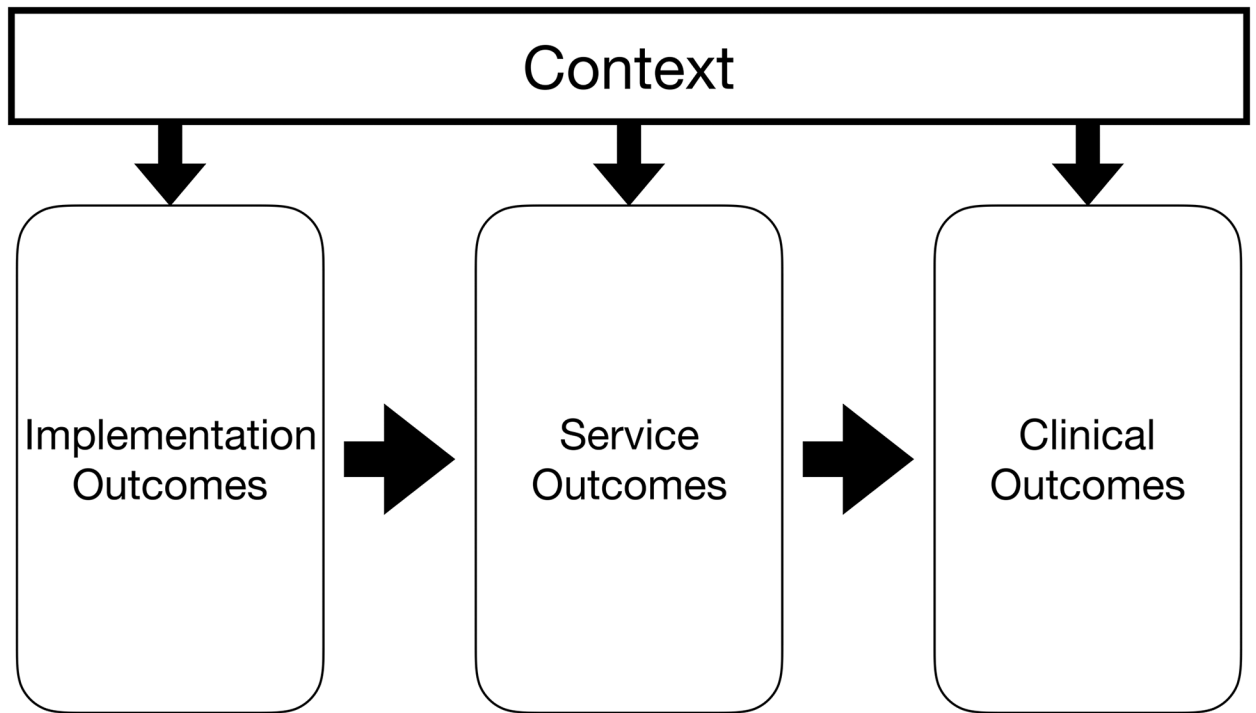 Context
Implementation
Outcomes
Service
Outcomes
Clinical
Outcomes